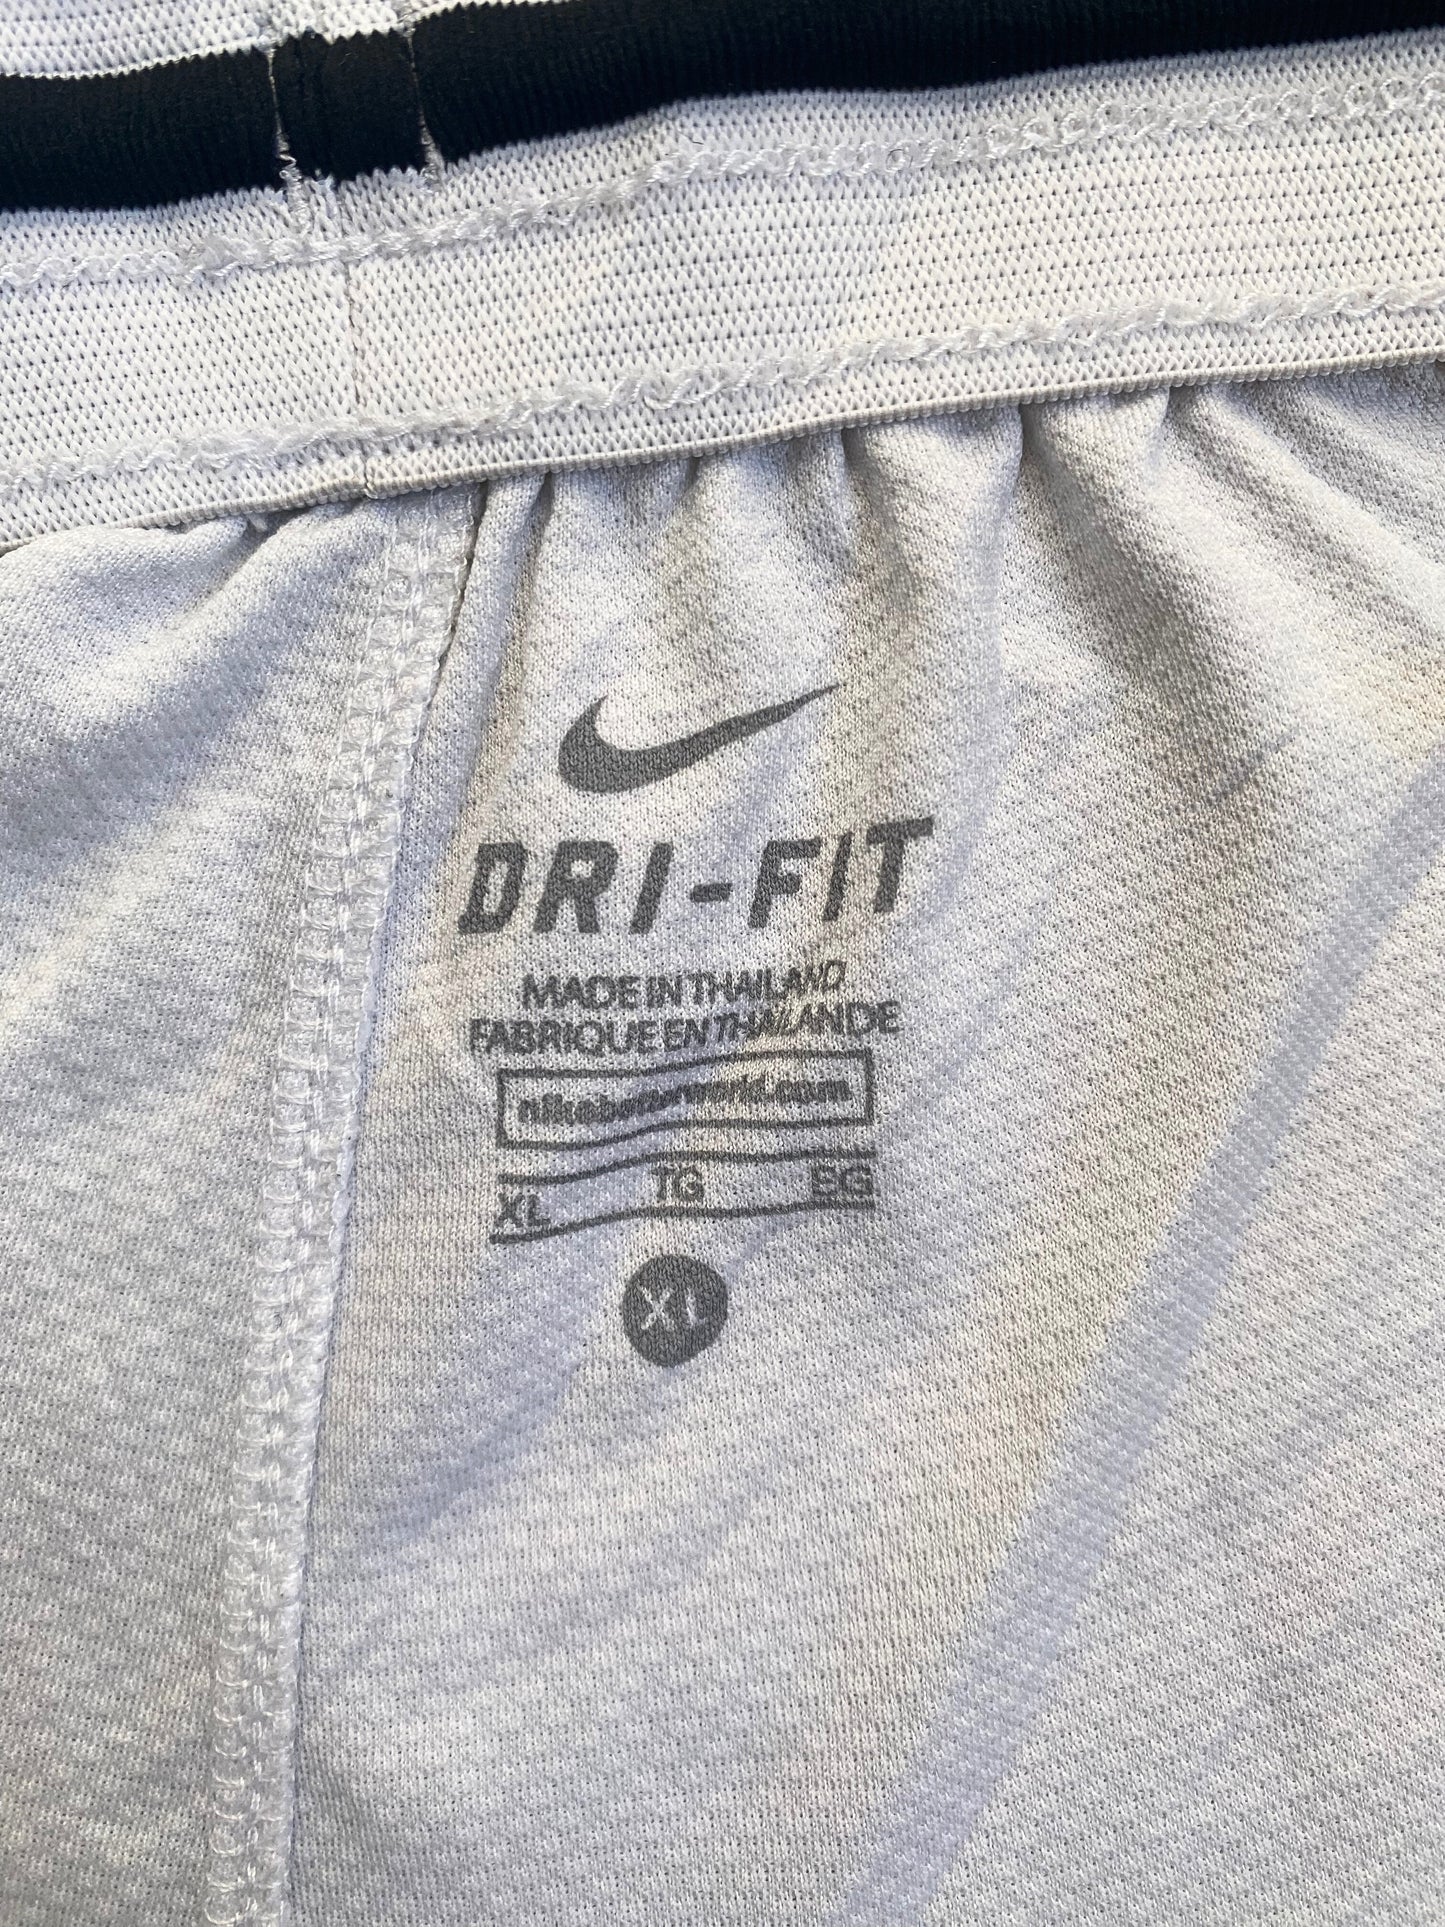 DRI-FIT
MADE IN THAILAND
FABRIQUE EN THAILANDE
nikebetterworld.com
XL TG EG
XL